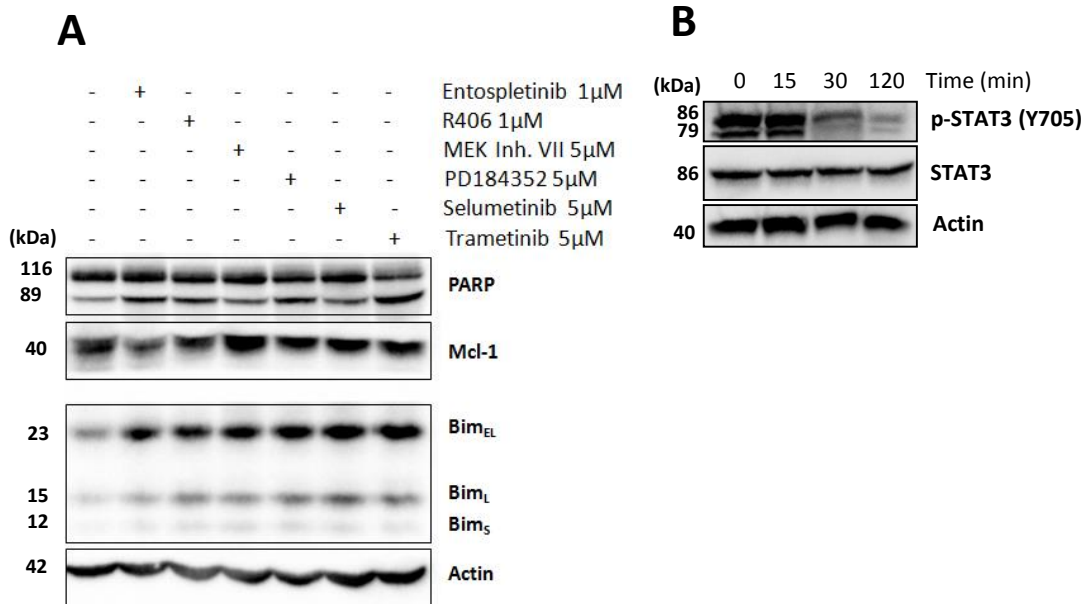 A
- + - - - - - Entospletinib 1µM
- - + - - - - R406 1µM
- - - + - - - MEK Inh. VII 5µM
- - - - + - - PD184352 5µM
- - - - - + - Selumetinib 5µM
(kDa) - - - - - - + Trametinib 5µM
116
89
PARP
40 Mcl-1
23 BimEL
15 BimL
12 BimS
42 Actin
B
(kDa) 0 15 30 120 Time (min)
86
79
p-STAT3 (Y705)
86 STAT3
40 Actin